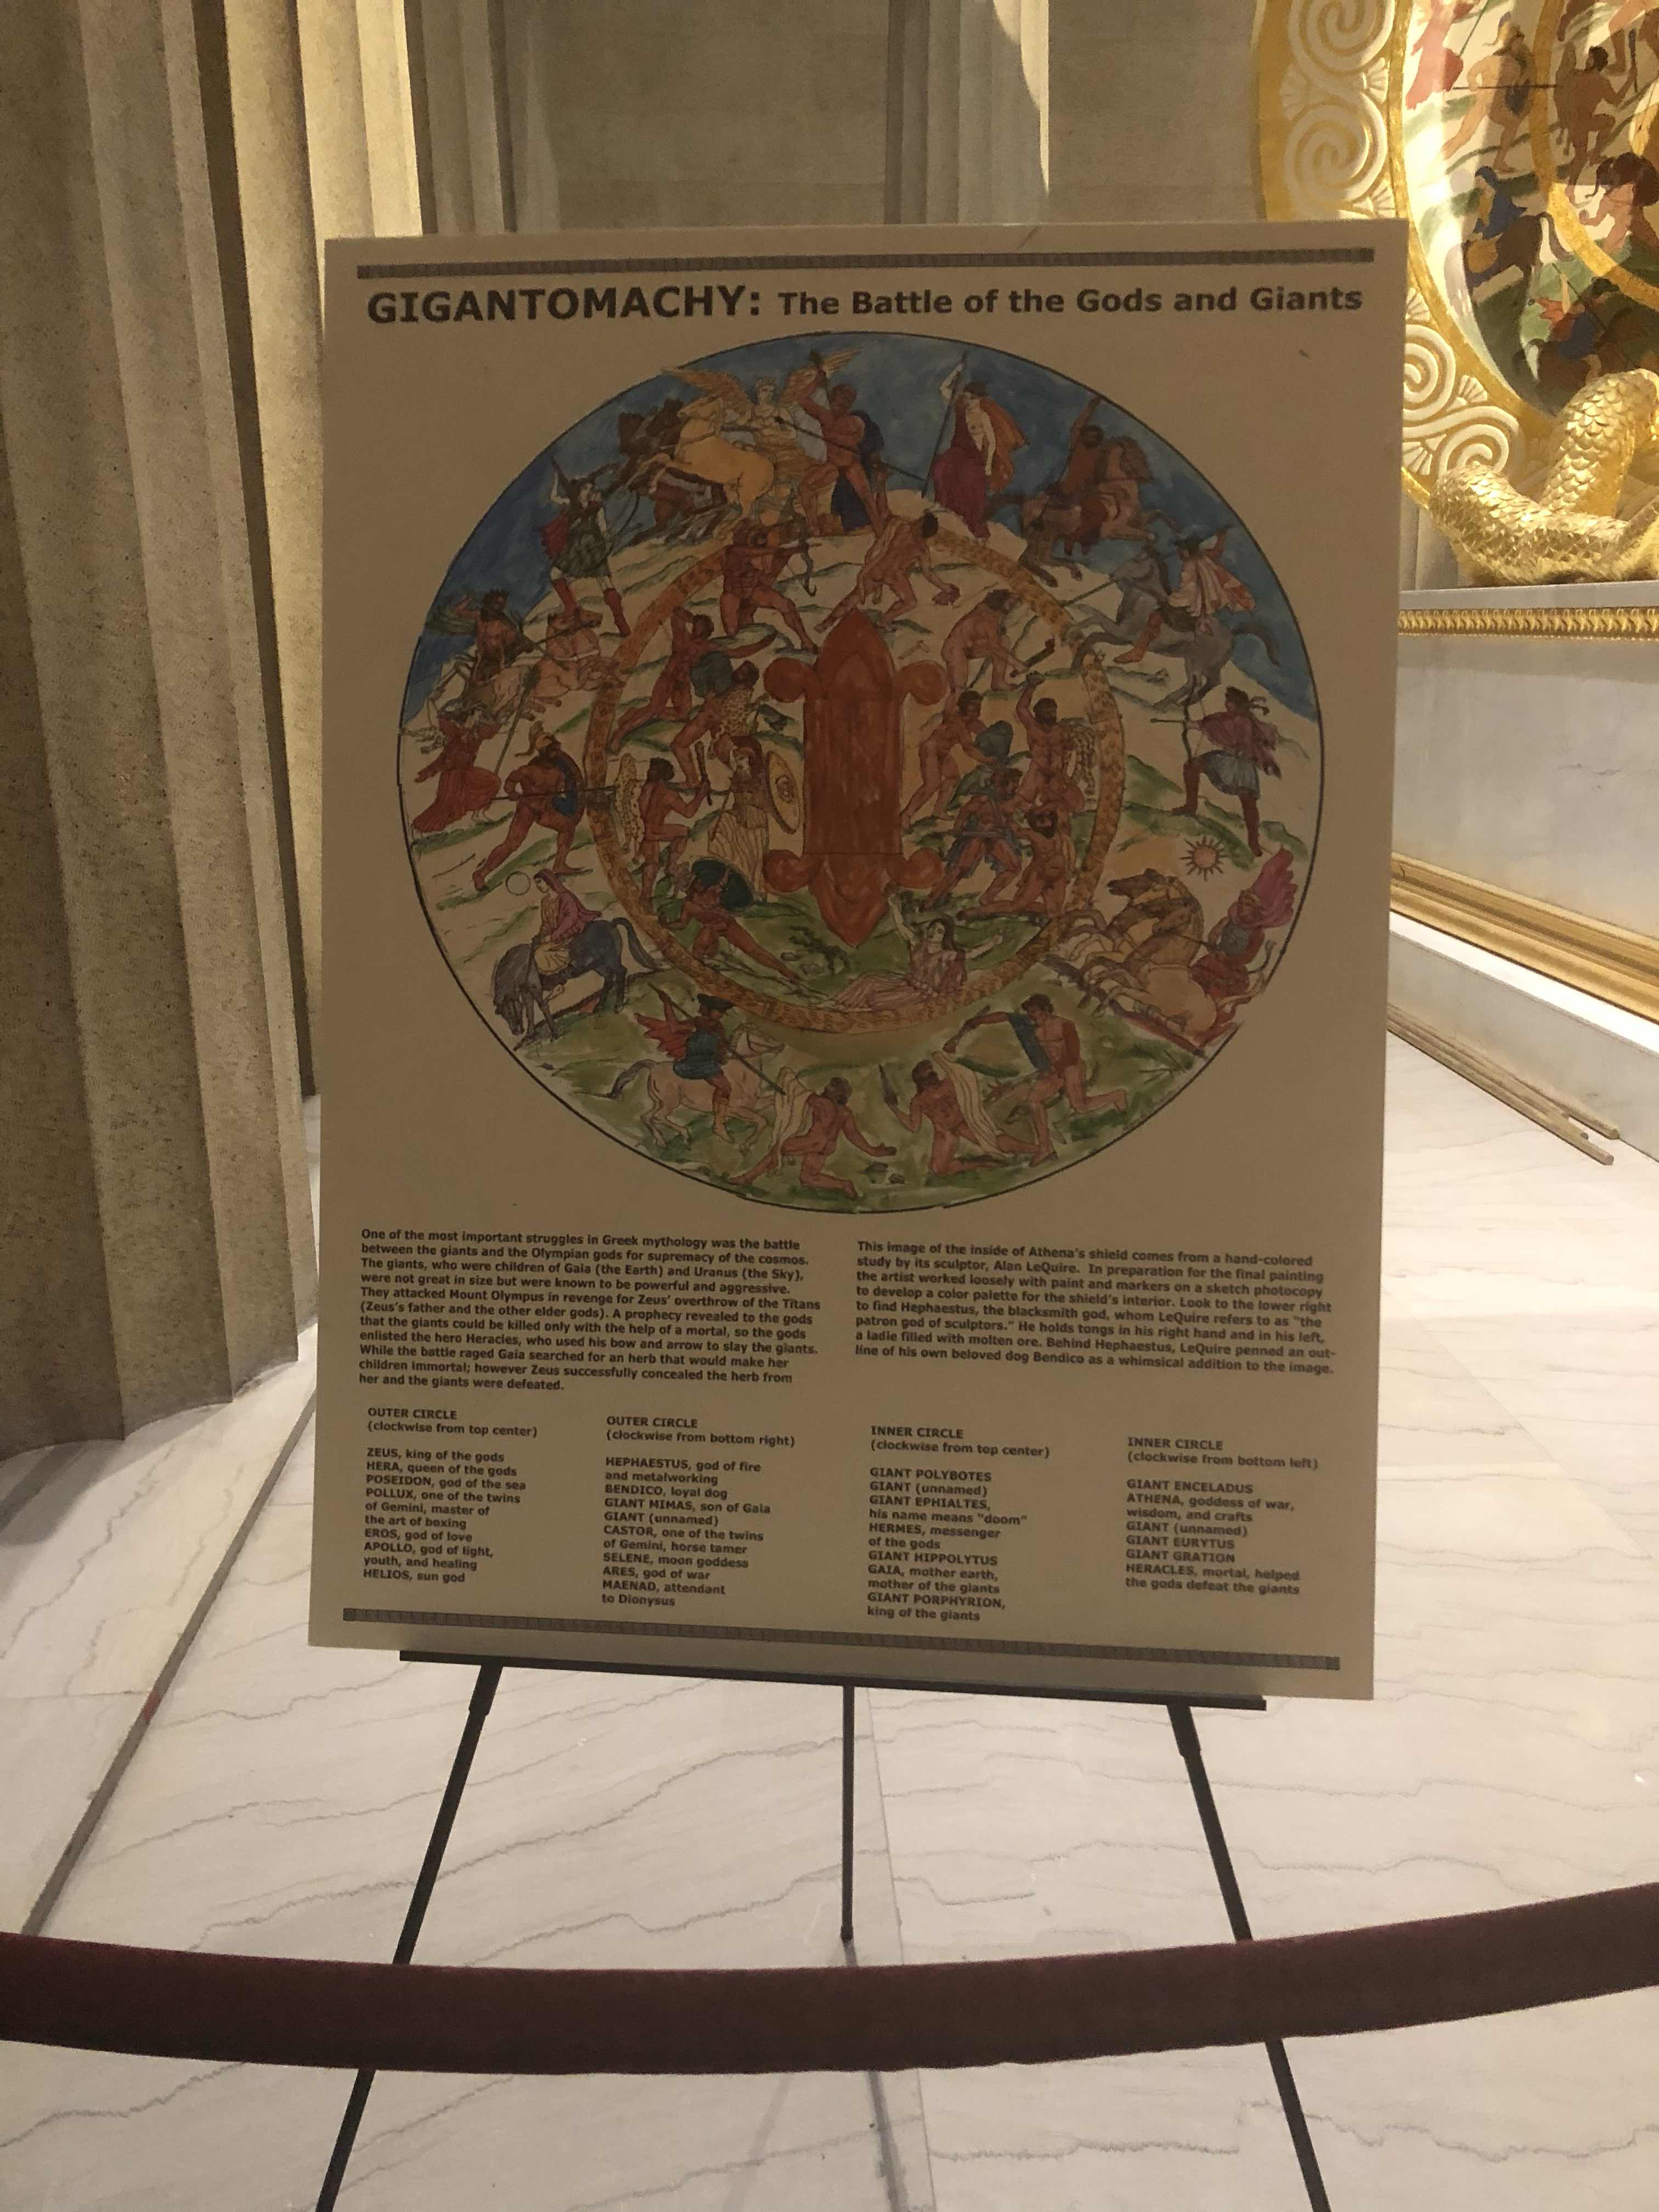 GIGANTOMACHY: The Battle of the Gods and Giants
One of the most important struggles in Greek mythology was the battle
between the giants and the Olympian gods for supremacy of the cosmos.
The giants, who were children of Gaia (the Earth) and Uranus (the Sky),
were not great in size but were known to be powerful and aggressive.
They attacked Mount Olympus in revenge for Zeus' overthrow of the Titans
(Zeus's father and the other elder gods). A prophecy revealed to the gods
that the giants could be killed only with the help of a mortal, so the gods
enlisted the hero Heracles, who used his bow and arrow to slay the giants.
While the battle raged Gaia searched for an herb that would make her
children immortal; however Zeus successfully concealed the herb from
her and the giants were defeated.
This image of the inside of Athena's shield comes from a hand-colored
study by its sculptor, Alan LeQuire. In preparation for the final painting
the artist worked loosely with paint and markers on a sketch photocopy
to develop a color palette for the shield's interior. Look to the lower right
to find Hephaestus, the blacksmith god, whom LeQuire refers to as "the
patron god of sculptors." He holds tongs in his right hand and in his left,
a ladle filled with molten ore. Behind Hephaestus, LeQuire penned an out-
line of his own beloved dog Bendico as a whimsical addition to the image.
OUTER CIRCLE
(clockwise from top center)
ZEUS, king of the gods
HERA, queen of the gods
POSEIDON, god of the sea
POLLUX, one of the twins
of Gemini, master of
the art of boxing
EROS, god of love
APOLLO, god of light,
youth, and healing
HELIOS, sun god
OUTER CIRCLE
(clockwise from bottom right)
HEPHAESTUS, god of fire
and metalworking
BENDICO, loyal dog
GIANT MIMAS, son of Gaia
GIANT (unnamed)
CASTOR, one of the twins
of Gemini, horse tamer
SELENE, moon goddess
ARES, god of war
MAENAD, attendant
to Dionysus
INNER CIRCLE
(clockwise from top center)
GIANT POLYBOTES
GIANT (unnamed)
GIANT EPHIALTES,
his name means "doom"
HERMES, messenger
of the gods
GIANT HIPPOLYTUS
GAIA, mother earth,
mother of the giants
GIANT PORPHYRION,
king of the giants
INNER CIRCLE
(clockwise from bottom left)
GIANT ENCELADUS
ATHENA, goddess of war,
wisdom, and crafts
GIANT (unnamed)
GIANT EURYTUS
GIANT GRATION
HERACLES, mortal, helped
the gods defeat the giants